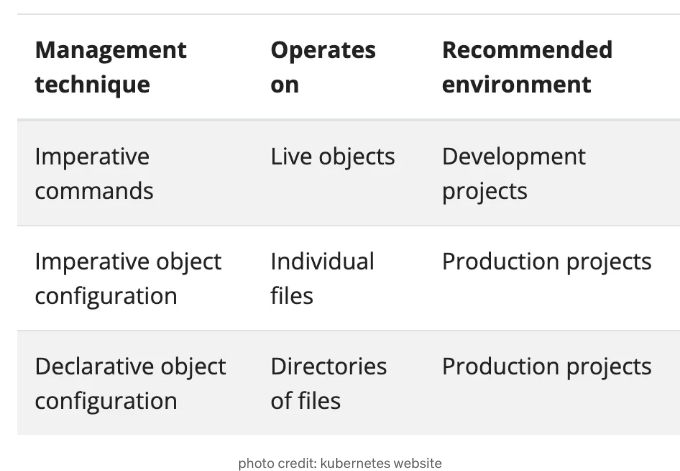 Management technique
Operates on
Recommended environment
Imperative commands
Live objects
Development projects
Imperative object configuration
Individual files
Production projects
Declarative object configuration
Directories of files
Production projects
photo credit: kubernetes website